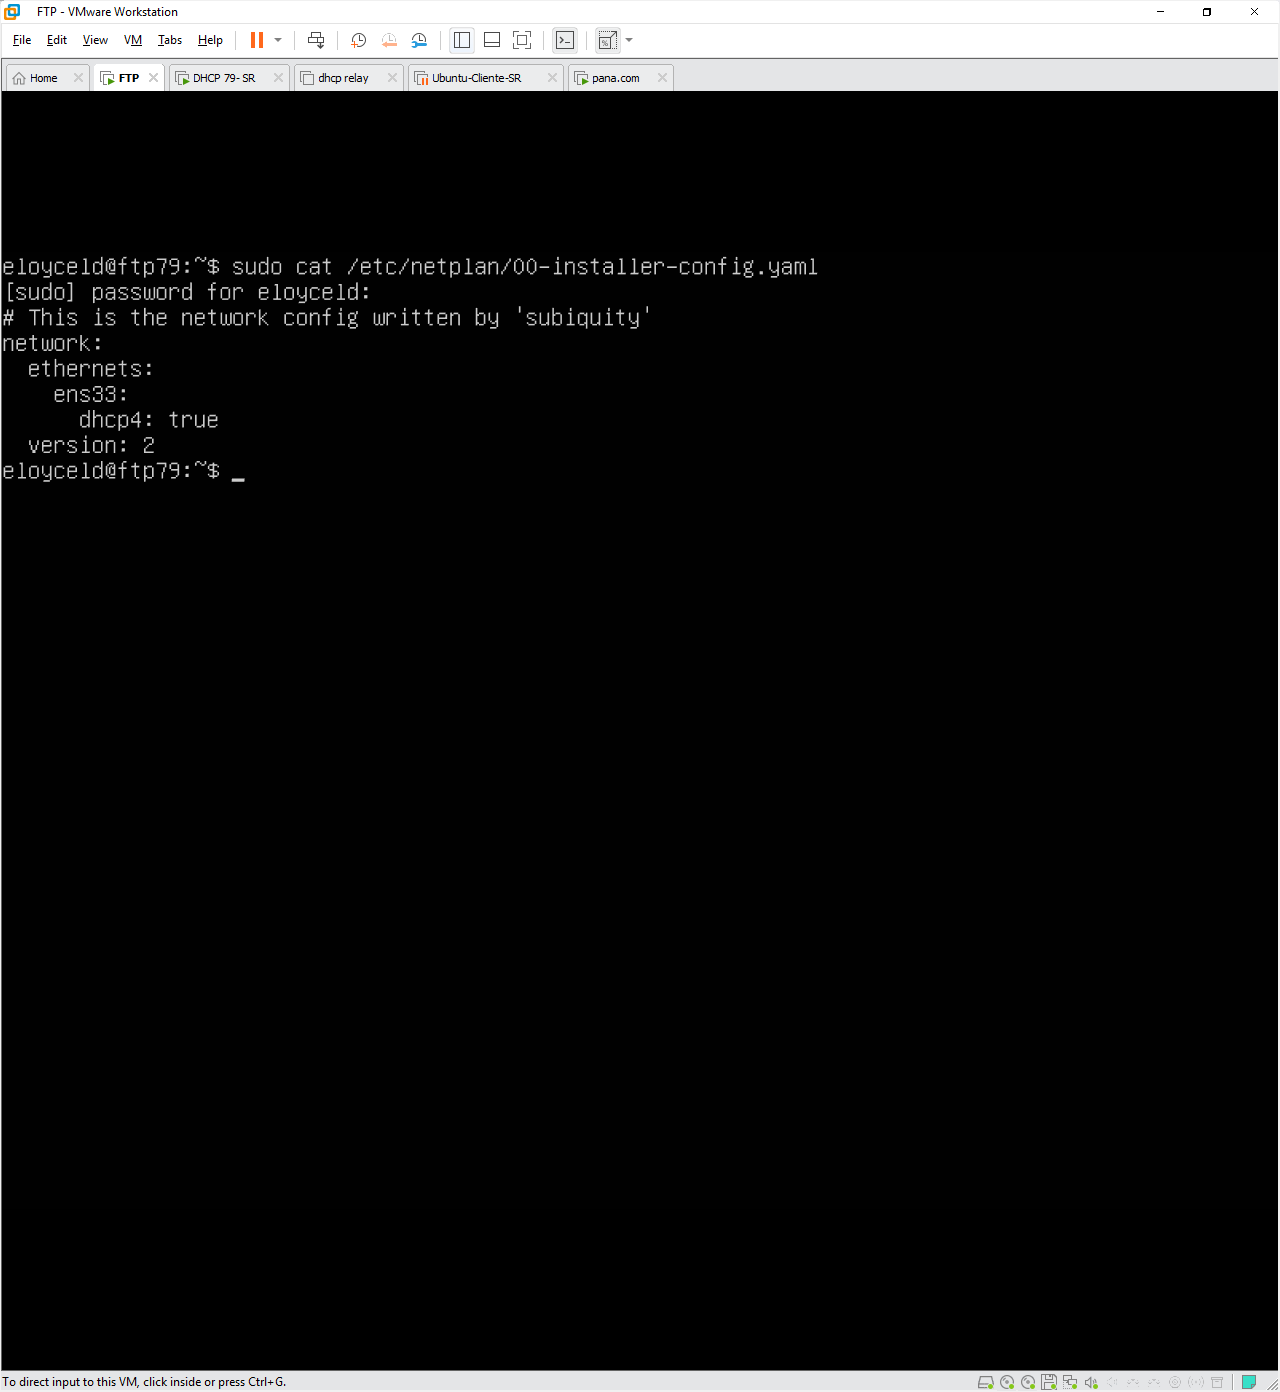 FTP - VMware Workstation
File Edit View VM Tabs Help
Home FTP DHCP 79- SR dhcp relay Ubuntu-Cliente-SR pana.com
eloyceld@ftp79:~$ sudo cat /etc/netplan/00-installer-config.yaml
[sudo] password for eloyceld:
# This is the network config written by 'subiquity'
network:
  ethernets:
    ens33:
      dhcp4: true
  version: 2
eloyceld@ftp79:~$ _
To direct input to this VM, click inside or press Ctrl+G.